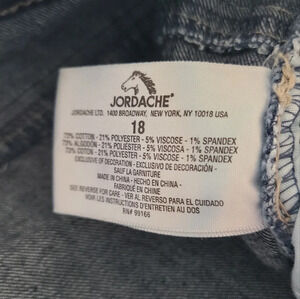 JORDACHE
JORDACHE LTD. 1400 BROADWAY, NEW YORK, NY 10018 USA
18
73% COTTON - 21% POLYESTER - 5% VISCOSE - 1% SPANDEX
73% ALGODÓN - 21% POLIÉSTER - 5% VISCOSA - 1% SPANDEX
73% COTON - 21% POLYESTER - 5% VISCOSE - 1% SPANDEX
EXCLUSIVE OF DECORATION - EXCLUSIVO DE DECORACIÓN -
SAUF LA GARNITURE
MADE IN CHINA - HECHO EN CHINA -
FABRIQUÉ EN CHINE
SEE REVERSE FOR CARE - VER AL REVERSO PARA EL CUIDADO
VOIR LES INSTRUCTIONS D'ENTRETIEN AU DOS
RN# 99166